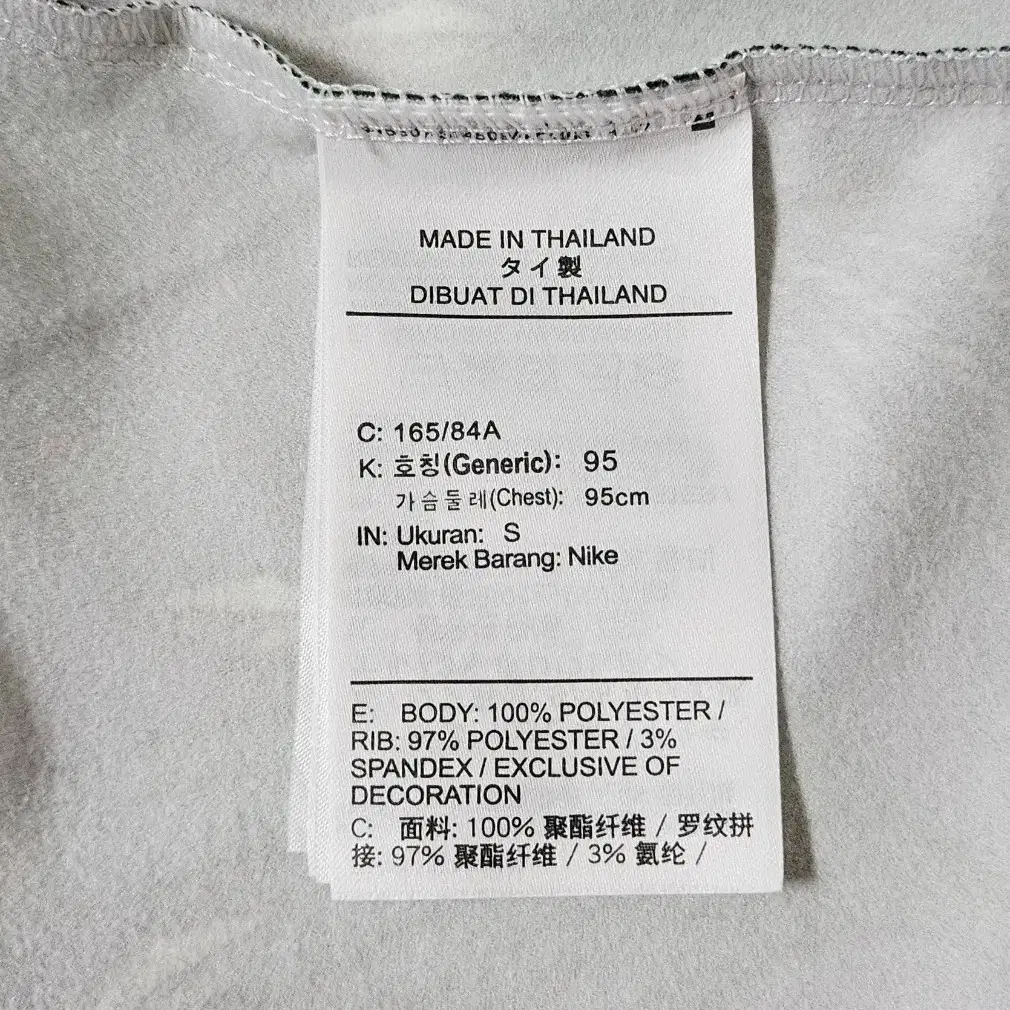 MADE IN THAILAND
タイ製
DIBUAT DI THAILAND
C: 165/84A
K: 호칭(Generic): 95
가슴둘레(Chest): 95cm
IN: Ukuran: S
Merek Barang: Nike
E: BODY: 100% POLYESTER /
RIB: 97% POLYESTER / 3%
SPANDEX / EXCLUSIVE OF
DECORATION
C: 面料: 100% 聚酯纤维 / 罗纹拼
接: 97% 聚酯纤维 / 3% 氨纶 /